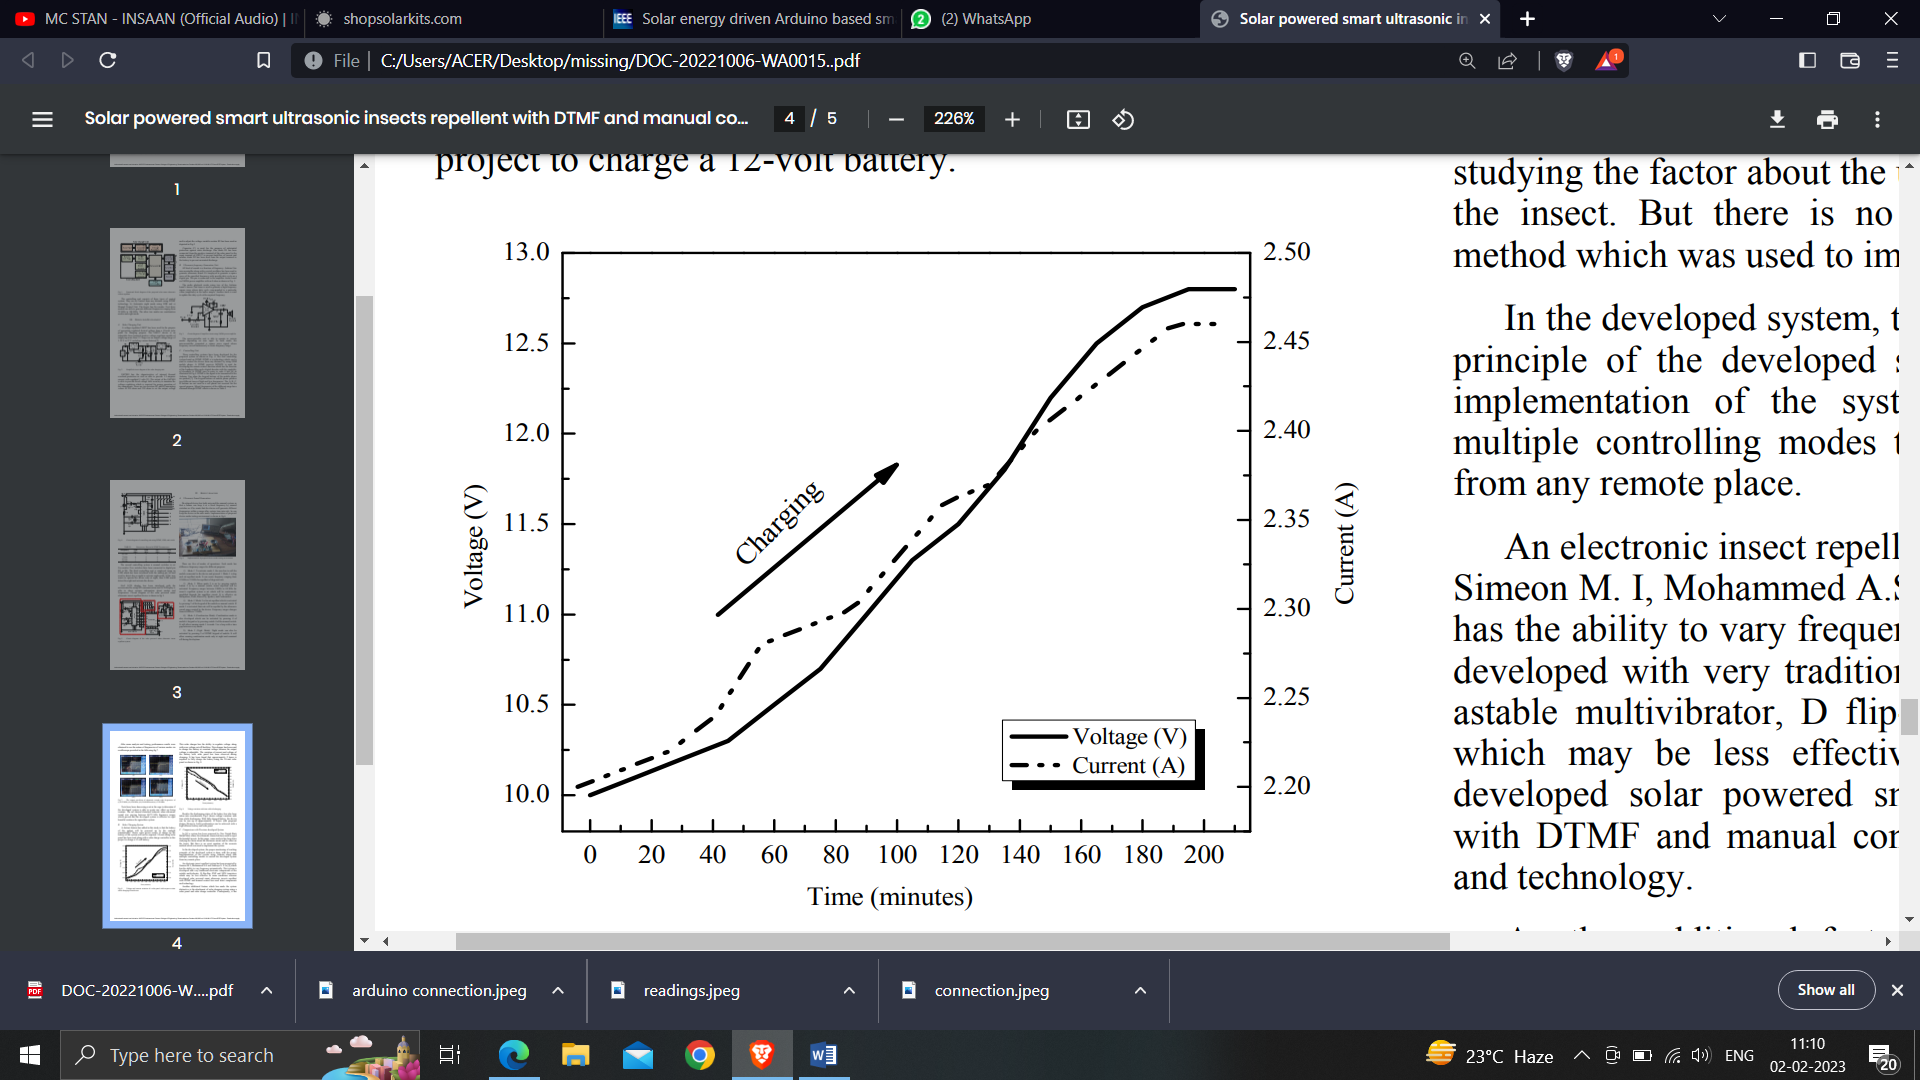 MC STAN - INSAAN (Official Audio) |
shopsolarkits.com
IEEE Solar energy driven Arduino based sm
2 (2) WhatsApp
Solar powered smart ultrasonic in
File C:/Users/ACER/Desktop/missing/DOC-20221006-WA0015..pdf
1
Solar powered smart ultrasonic insects repellent with DTMF and manual co...
4 / 5
226%
1
2
3
4
project to charge a 12-volt battery.
13.0
12.5
12.0
11.5
11.0
10.5
10.0
Voltage (V)
Charging
2.50
2.45
2.40
2.35
2.30
2.25
2.20
Current (A)
Voltage (V)
Current (A)
0 20 40 60 80 100 120 140 160 180 200
Time (minutes)
studying the factor about the
the insect. But there is no
method which was used to im
In the developed system, t
principle of the developed
implementation of the syst
multiple controlling modes t
from any remote place.
An electronic insect repell
Simeon M. I, Mohammed A.S
has the ability to vary frequen
developed with very tradition
astable multivibrator, D flip
which may be less effectiv
developed solar powered sm
with DTMF and manual con
and technology.
PDF DOC-20221006-W....pdf
arduino connection.jpeg
readings.jpeg
connection.jpeg
Show all
Type here to search
23°C Haze
ENG
11:10
02-02-2023
20